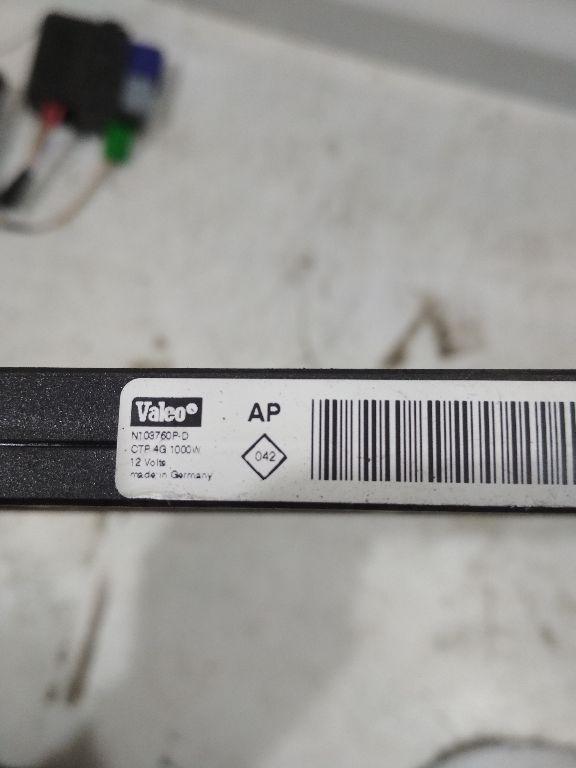 Valeo
AP
N103760P-D
CTP 4G 1000W
12 Volts
made in Germany
042